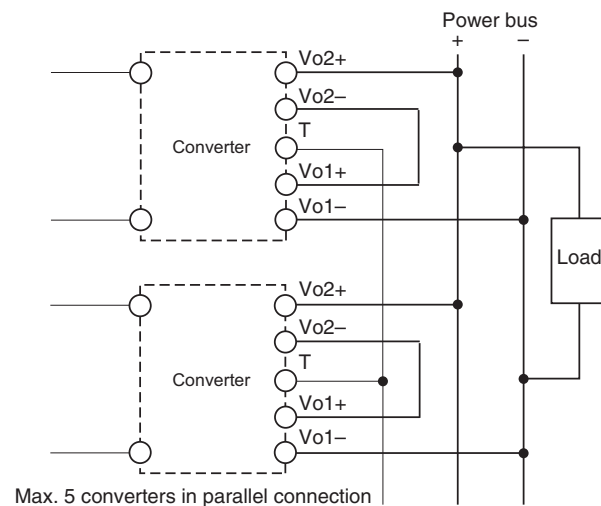 Power bus
+ −
Vo2+
Vo2–
T
Vo1+
Vo1–
Converter
Load
Vo2+
Vo2–
T
Vo1+
Vo1–
Converter
Max. 5 converters in parallel connection